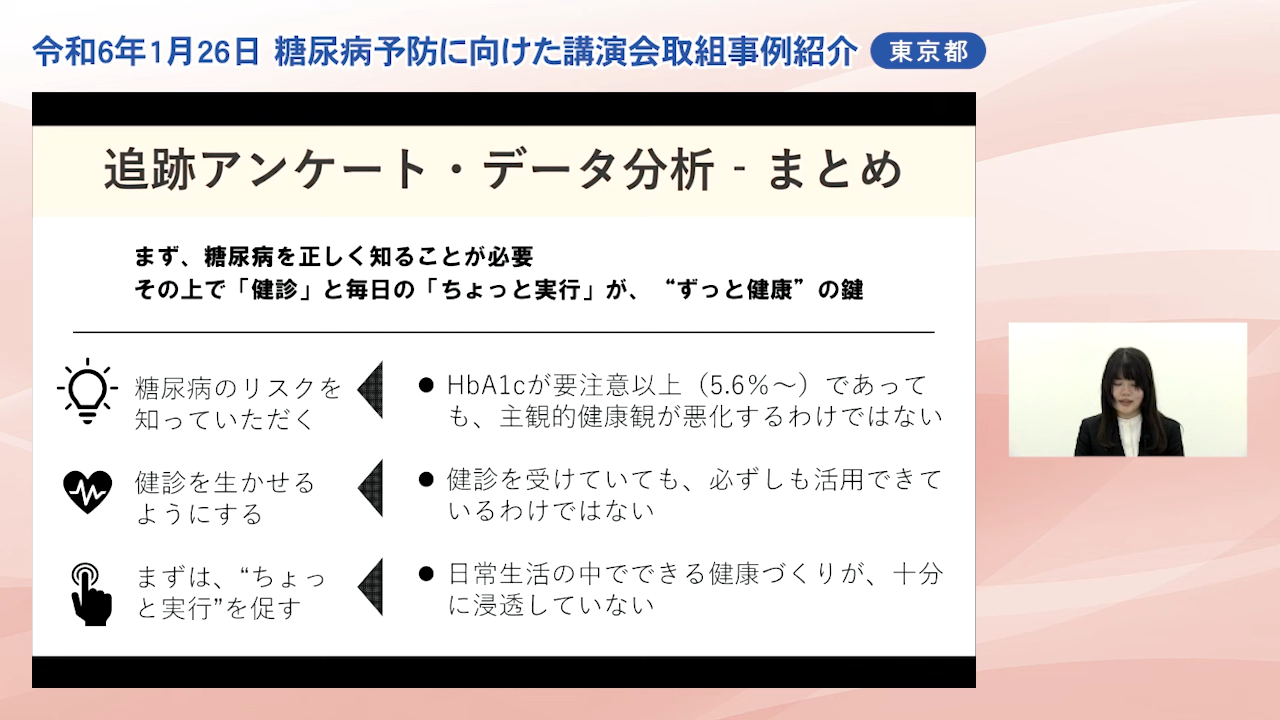 令和6年1月26日 糖尿病予防に向けた講演会取組事例紹介 東京都
追跡アンケート・データ分析 - まとめ
まず、糖尿病を正しく知ることが必要
その上で「健診」と毎日の「ちょっと実行」が、“ずっと健康”の鍵
糖尿病のリスクを
知っていただく
● HbA1cが要注意以上（5.6％～）であって
も、主観的健康観が悪化するわけではない
健診を生かせる
ようにする
● 健診を受けていても、必ずしも活用できて
いるわけではない
まずは、“ちょっ
と実行”を促す
● 日常生活の中でできる健康づくりが、十分
に浸透していない